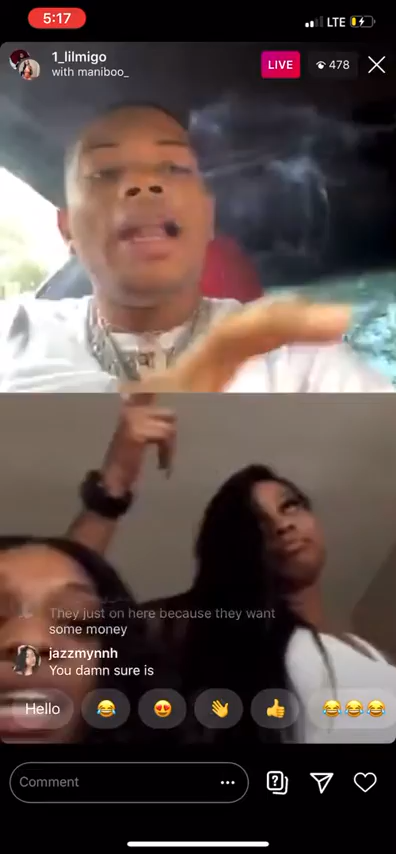 5:17
LTE
1_lilmigo
with maniboo_
LIVE
478
They just on here because they want
some money
jazzmynnh
You damn sure is
Hello
Comment